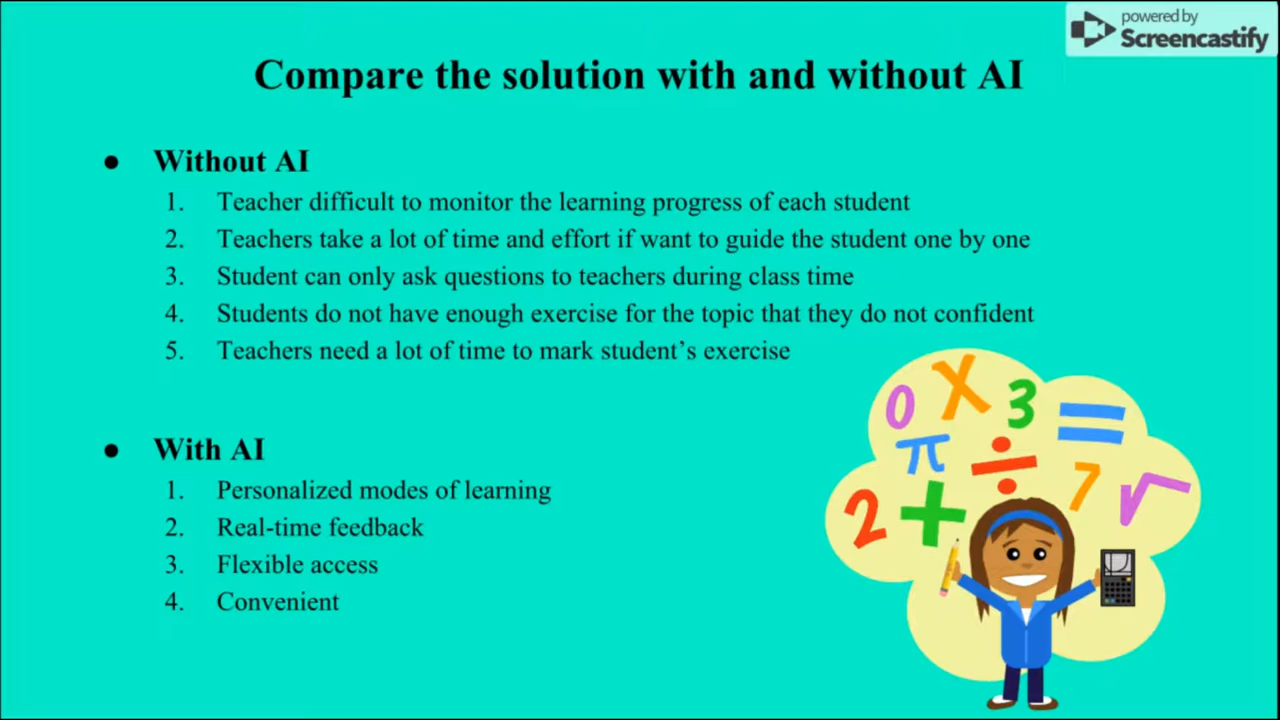 powered by
Screencastify
Compare the solution with and without AI
● Without AI
1. Teacher difficult to monitor the learning progress of each student
2. Teachers take a lot of time and effort if want to guide the student one by one
3. Student can only ask questions to teachers during class time
4. Students do not have enough exercise for the topic that they do not confident
5. Teachers need a lot of time to mark student’s exercise
● With AI
1. Personalized modes of learning
2. Real-time feedback
3. Flexible access
4. Convenient
0 X 3 =
π ÷ 7 √
2 +